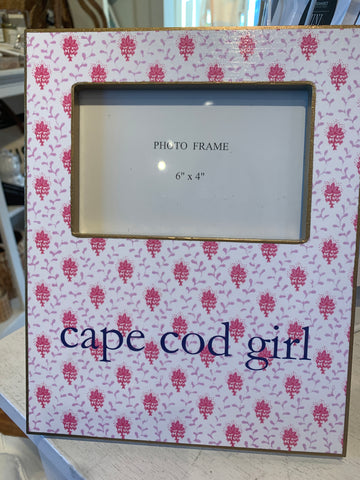 PHOTO FRAME
6" x 4"
cape cod girl